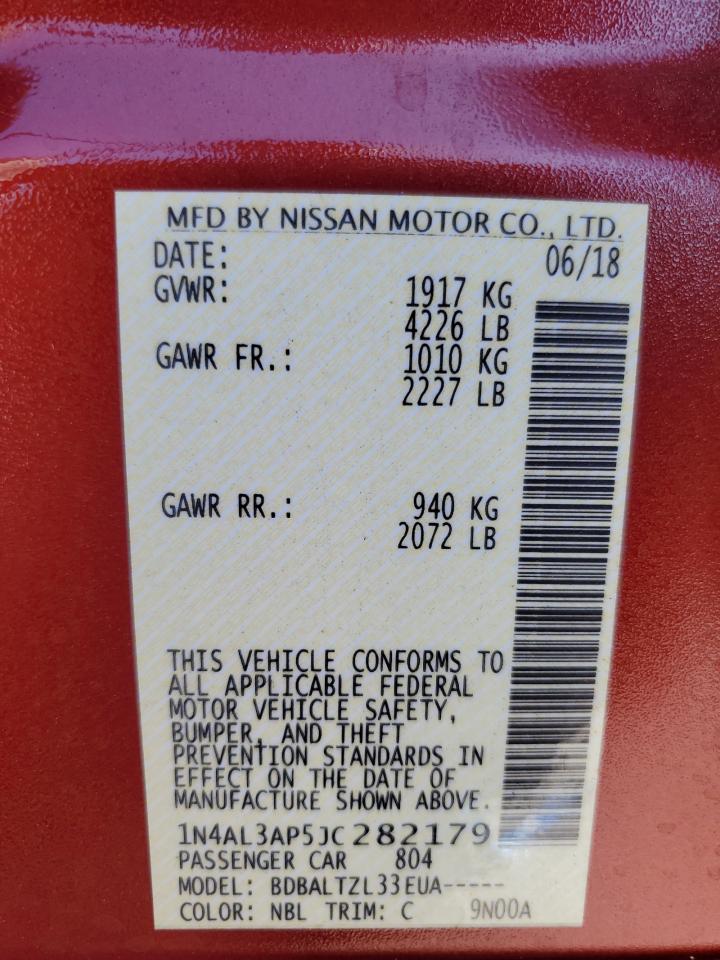 MFD BY NISSAN MOTOR CO., LTD.
DATE: 06/18
GVWR: 1917 KG
4226 LB
GAWR FR.: 1010 KG
2227 LB
GAWR RR.: 940 KG
2072 LB
THIS VEHICLE CONFORMS TO
ALL APPLICABLE FEDERAL
MOTOR VEHICLE SAFETY,
BUMPER, AND THEFT
PREVENTION STANDARDS IN
EFFECT ON THE DATE OF
MANUFACTURE SHOWN ABOVE.
1N4AL3AP5JC282179
PASSENGER CAR 804
MODEL: BDBALTZL33EUA-----
COLOR: NBL TRIM: C 9N00A